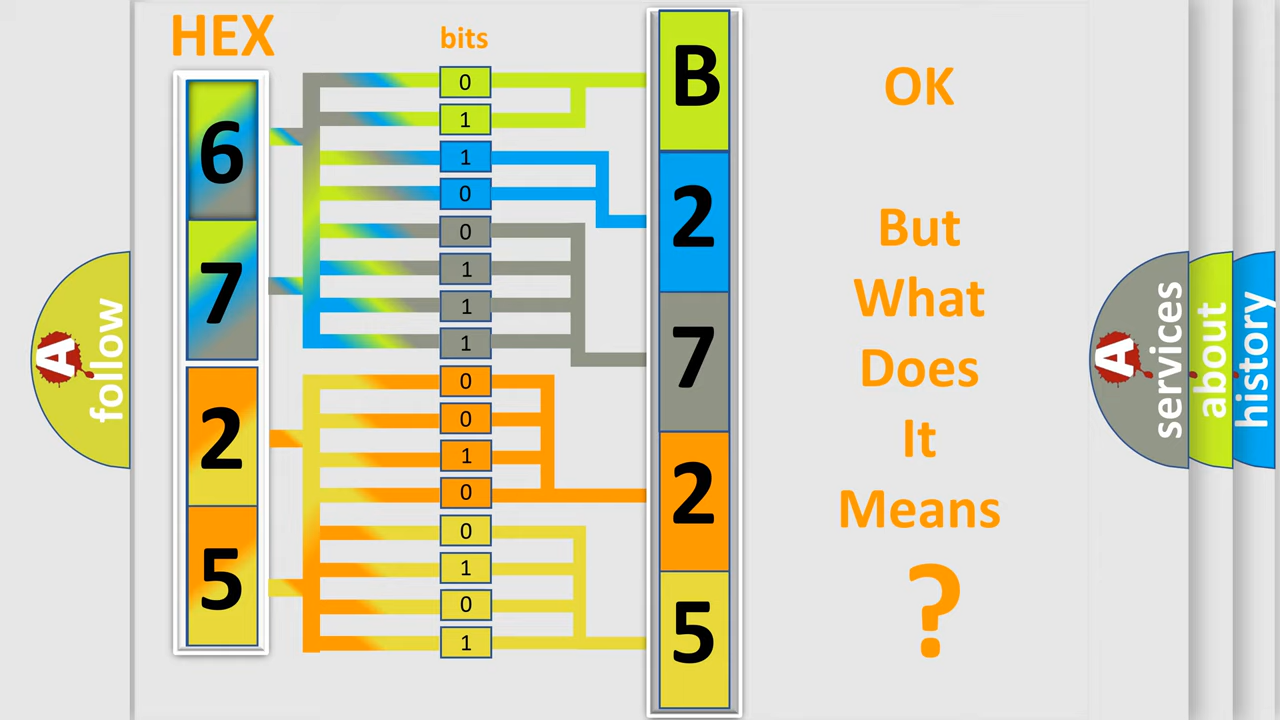 HEX
bits
6
7
2
5
0
1
1
0
0
1
1
1
0
0
1
0
0
1
0
1
B
2
7
2
5
OK
But
What
Does
It
Means
?
A
follow
A
services
about
history